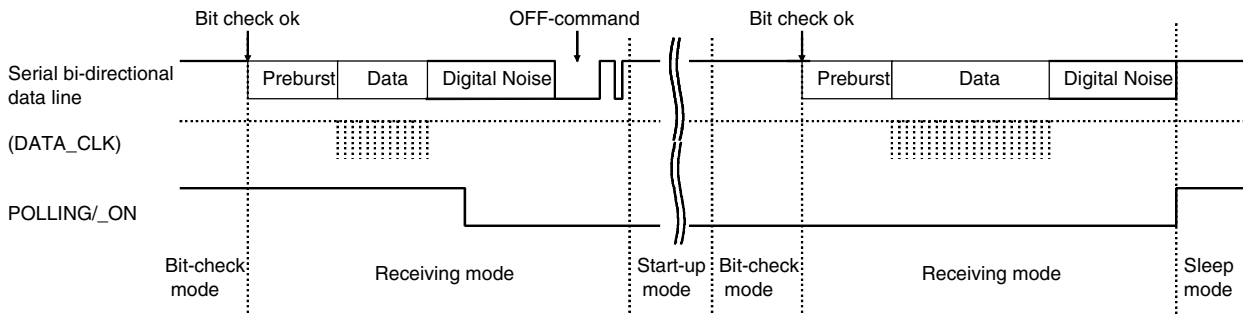 Bit check ok
OFF-command
Bit check ok
Serial bi-directional
data line
Preburst
Data
Digital Noise
Preburst
Data
Digital Noise
(DATA_CLK)
POLLING/_ON
Bit-check
mode
Receiving mode
Start-up
mode
Bit-check
mode
Receiving mode
Sleep
mode